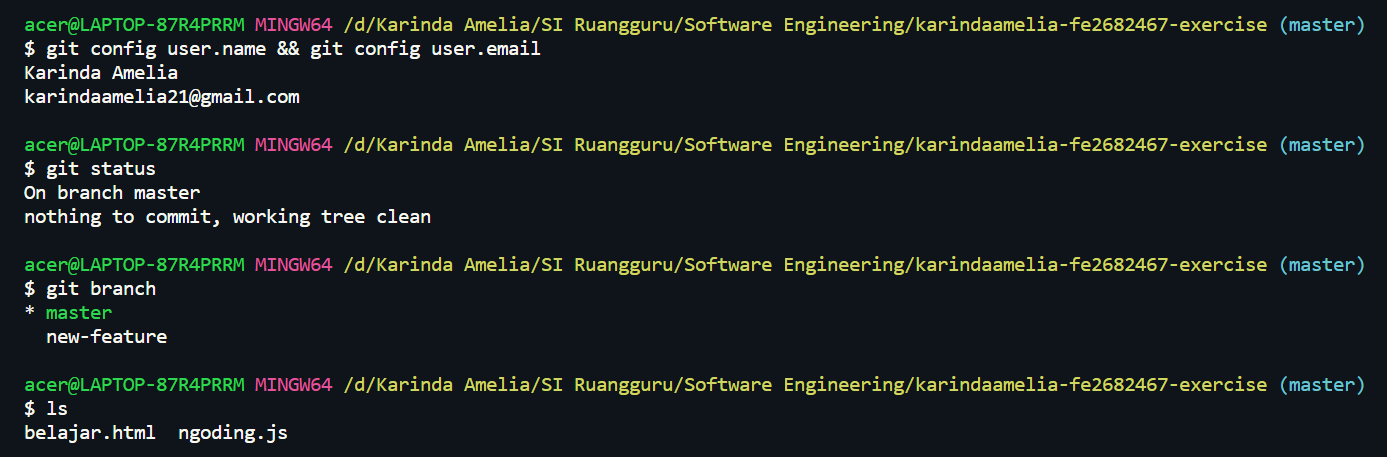 acer@LAPTOP-87R4PRRM MINGW64 /d/Karinda Amelia/SI Ruangguru/Software Engineering/karindaamelia-fe2682467-exercise (master)
$ git config user.name && git config user.email
Karinda Amelia
karindaamelia21@gmail.com
acer@LAPTOP-87R4PRRM MINGW64 /d/Karinda Amelia/SI Ruangguru/Software Engineering/karindaamelia-fe2682467-exercise (master)
$ git status
On branch master
nothing to commit, working tree clean
acer@LAPTOP-87R4PRRM MINGW64 /d/Karinda Amelia/SI Ruangguru/Software Engineering/karindaamelia-fe2682467-exercise (master)
$ git branch
* master
  new-feature
acer@LAPTOP-87R4PRRM MINGW64 /d/Karinda Amelia/SI Ruangguru/Software Engineering/karindaamelia-fe2682467-exercise (master)
$ ls
belajar.html  ngoding.js